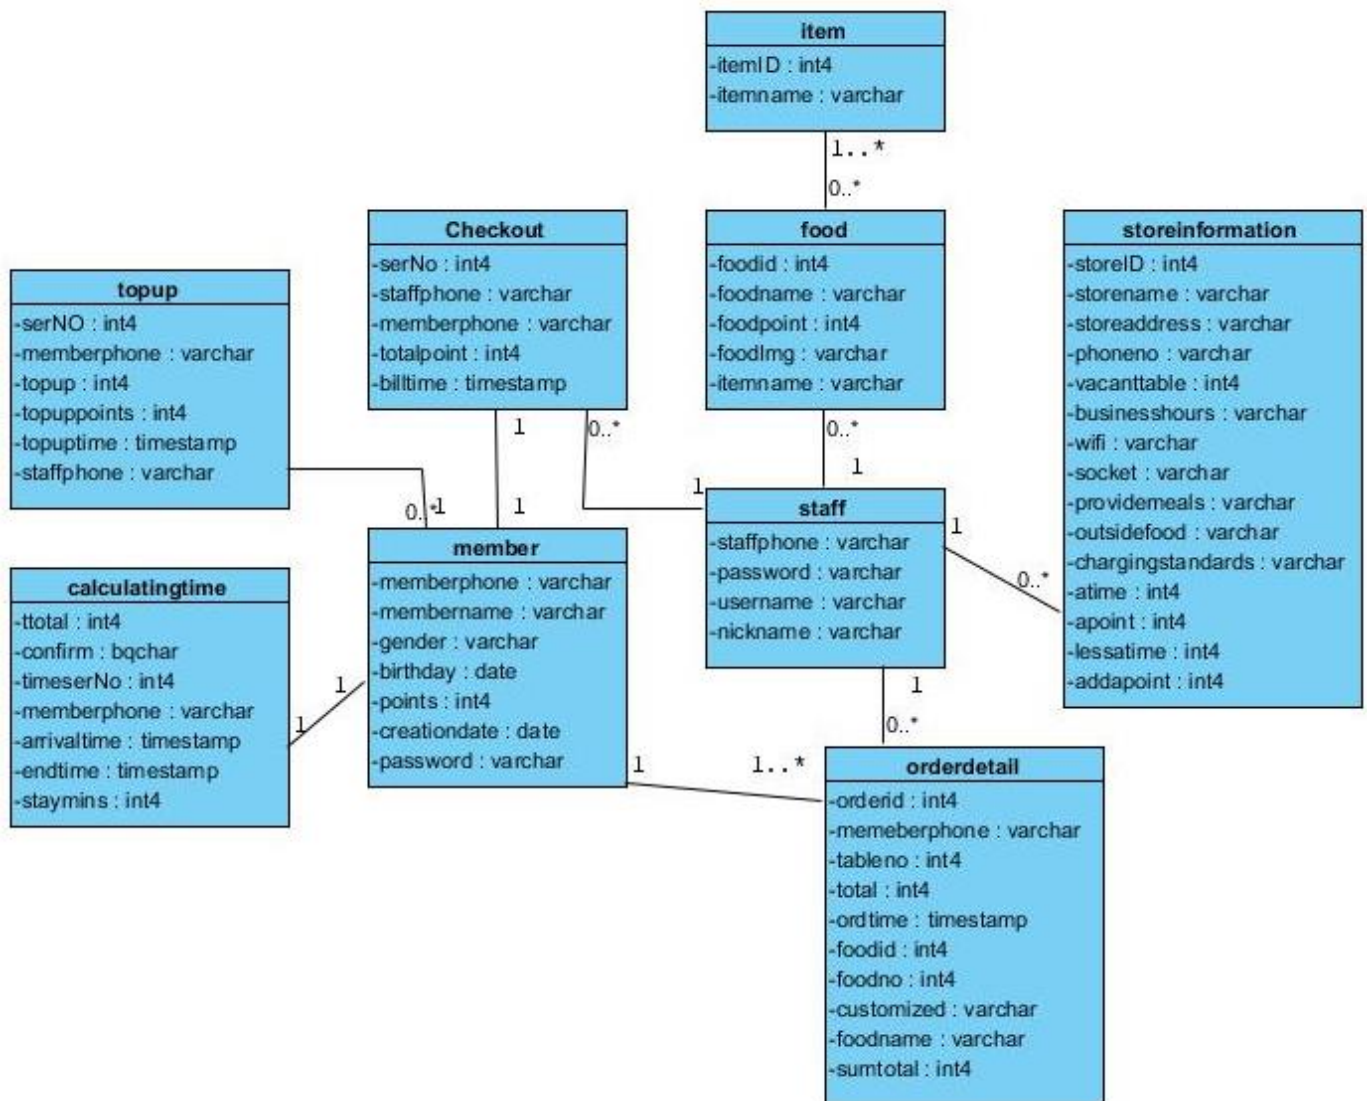 item
-itemID : int4
-itemname : varchar
1..*
0..*
Checkout
-serNo : int4
-staffphone : varchar
-memberphone : varchar
-totalpoint : int4
-billtime : timestamp
food
-foodid : int4
-foodname : varchar
-foodpoint : int4
-foodImg : varchar
-itemname : varchar
storeinformation
-storeID : int4
-storename : varchar
-storeaddress : varchar
-phoneno : varchar
-vacanttable : int4
-businesshours : varchar
-wifi : varchar
-socket : varchar
-providemeals : varchar
-outsidefood : varchar
-chargingstandards : varchar
-atime : int4
-apoint : int4
-lessatime : int4
-addapoint : int4
topup
-serNO : int4
-memberphone : varchar
-topup : int4
-topuppoints : int4
-topuptime : timestamp
-staffphone : varchar
1
0..*
0..*
1
1
0..*1
1
staff
-staffphone : varchar
-password : varchar
-username : varchar
-nickname : varchar
1
0..*
member
-memberphone : varchar
-membername : varchar
-gender : varchar
-birthday : date
-points : int4
-creationdate : date
-password : varchar
calculatingtime
-ttotal : int4
-confirm : bqchar
-timeserNo : int4
-memberphone : varchar
-arrivaltime : timestamp
-endtime : timestamp
-staymins : int4
1
1
1
0..*
1
1..*
orderdetail
-orderid : int4
-memeberphone : varchar
-tableno : int4
-total : int4
-ordtime : timestamp
-foodid : int4
-foodno : int4
-customized : varchar
-foodname : varchar
-sumtotal : int4